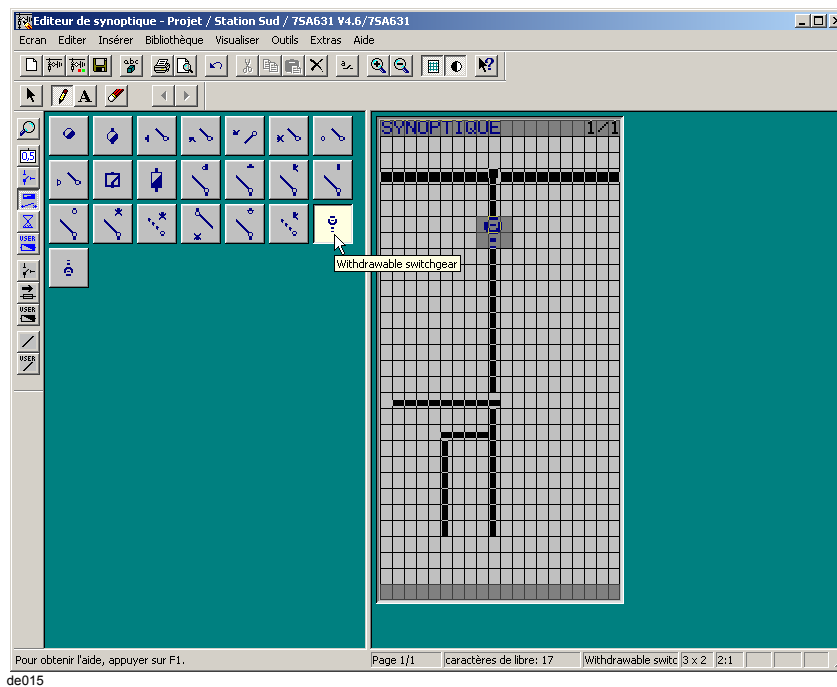 Editeur de synoptique - Projet / Station Sud / 7SA631 V4.6/7SA631
Ecran Editer Insérer Bibliothèque Visualiser Outils Extras Aide
abc
A
0,5
USER
USER
USER
SYNOPTIQUE 1/1
Withdrawable switchgear
Pour obtenir l'aide, appuyer sur F1.
Page 1/1 caractères de libre: 17 Withdrawable switc 3 x 2 2:1
de015